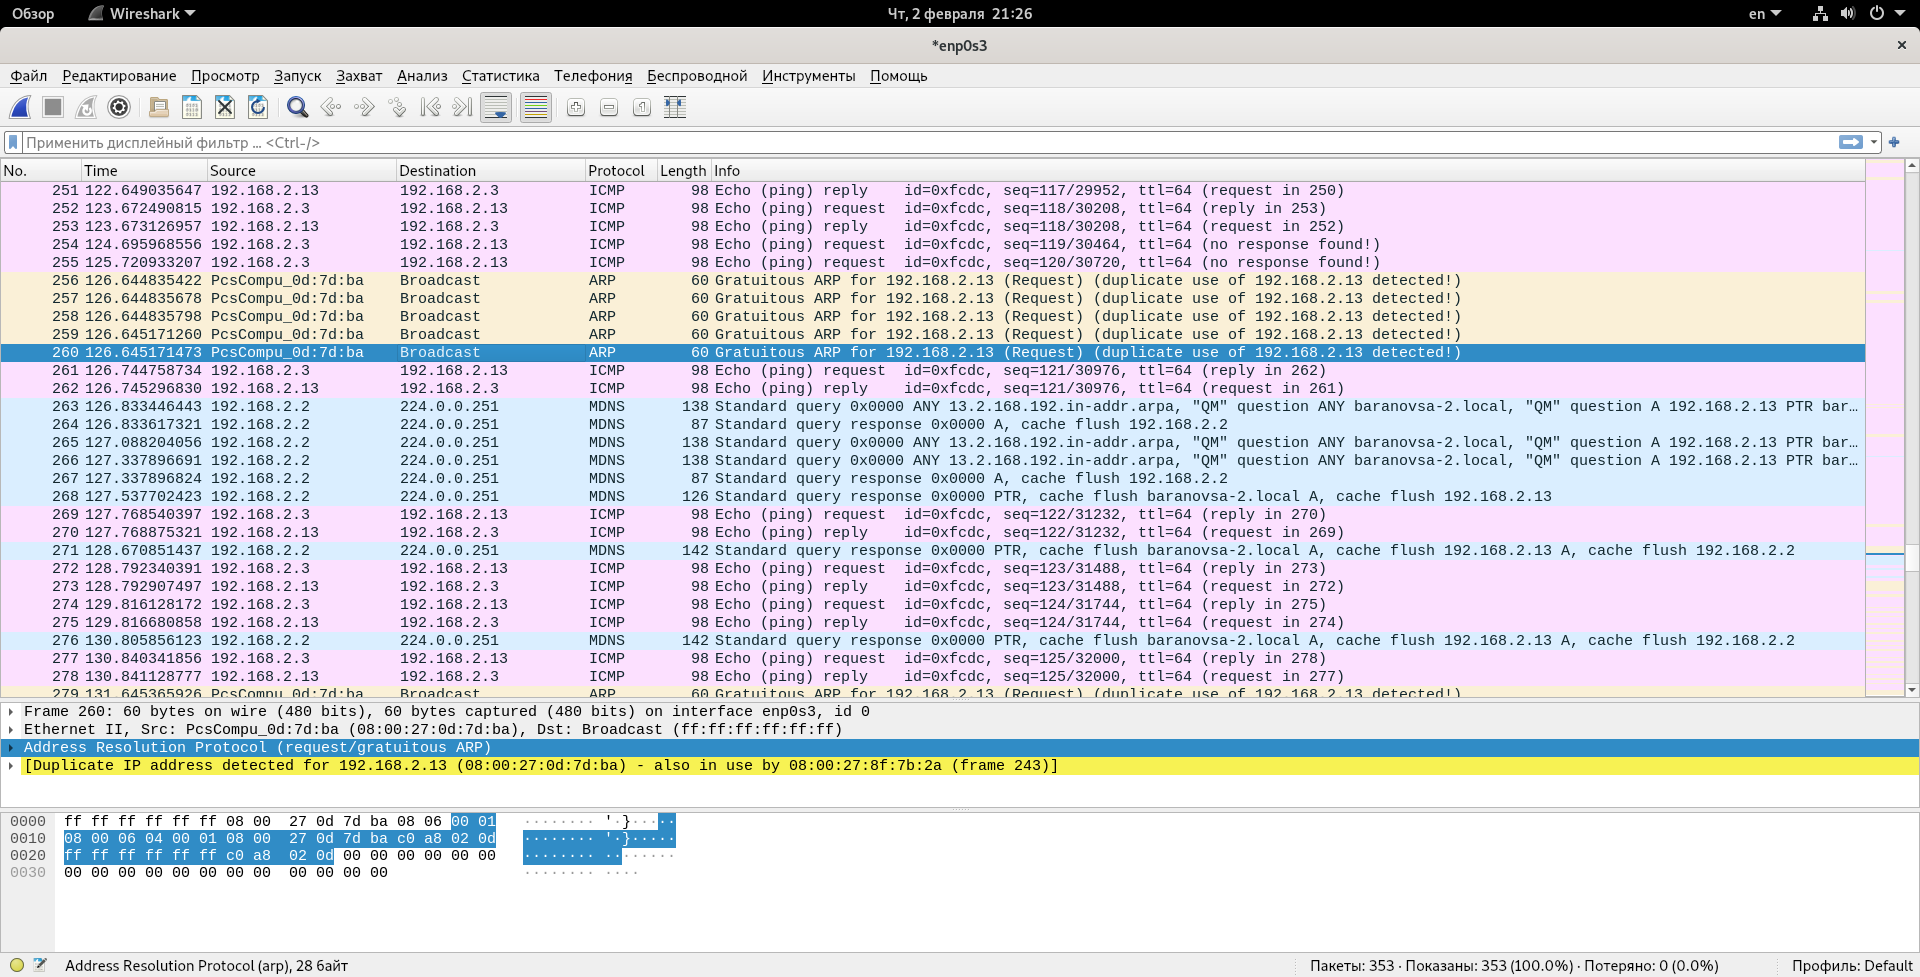 Обзор Wireshark Чт, 2 февраля 21:26 en
*enp0s3
Файл Редактирование Просмотр Запуск Захват Анализ Статистика Телефония Беспроводной Инструменты Помощь
Применить дисплейный фильтр ... <Ctrl-/>
No. Time Source Destination Protocol Length Info
251 122.649035647 192.168.2.13 192.168.2.3 ICMP 98 Echo (ping) reply id=0xfcdc, seq=117/29952, ttl=64 (request in 250)
252 123.672490815 192.168.2.3 192.168.2.13 ICMP 98 Echo (ping) request id=0xfcdc, seq=118/30208, ttl=64 (reply in 253)
253 123.673126957 192.168.2.13 192.168.2.3 ICMP 98 Echo (ping) reply id=0xfcdc, seq=118/30208, ttl=64 (request in 252)
254 124.695968556 192.168.2.3 192.168.2.13 ICMP 98 Echo (ping) request id=0xfcdc, seq=119/30464, ttl=64 (no response found!)
255 125.720933207 192.168.2.3 192.168.2.13 ICMP 98 Echo (ping) request id=0xfcdc, seq=120/30720, ttl=64 (no response found!)
256 126.644835422 PcsCompu_0d:7d:ba Broadcast ARP 60 Gratuitous ARP for 192.168.2.13 (Request) (duplicate use of 192.168.2.13 detected!)
257 126.644835678 PcsCompu_0d:7d:ba Broadcast ARP 60 Gratuitous ARP for 192.168.2.13 (Request) (duplicate use of 192.168.2.13 detected!)
258 126.644835798 PcsCompu_0d:7d:ba Broadcast ARP 60 Gratuitous ARP for 192.168.2.13 (Request) (duplicate use of 192.168.2.13 detected!)
259 126.645171260 PcsCompu_0d:7d:ba Broadcast ARP 60 Gratuitous ARP for 192.168.2.13 (Request) (duplicate use of 192.168.2.13 detected!)
260 126.645171473 PcsCompu_0d:7d:ba Broadcast ARP 60 Gratuitous ARP for 192.168.2.13 (Request) (duplicate use of 192.168.2.13 detected!)
261 126.744758734 192.168.2.3 192.168.2.13 ICMP 98 Echo (ping) request id=0xfcdc, seq=121/30976, ttl=64 (reply in 262)
262 126.745296830 192.168.2.13 192.168.2.3 ICMP 98 Echo (ping) reply id=0xfcdc, seq=121/30976, ttl=64 (request in 261)
263 126.833446443 192.168.2.2 224.0.0.251 MDNS 138 Standard query 0x0000 ANY 13.2.168.192.in-addr.arpa, "QM" question ANY baranovsa-2.local, "QM" question A 192.168.2.13 PTR bar…
264 126.833617321 192.168.2.2 224.0.0.251 MDNS 87 Standard query response 0x0000 A, cache flush 192.168.2.2
265 127.088204056 192.168.2.2 224.0.0.251 MDNS 138 Standard query 0x0000 ANY 13.2.168.192.in-addr.arpa, "QM" question ANY baranovsa-2.local, "QM" question A 192.168.2.13 PTR bar…
266 127.337896691 192.168.2.2 224.0.0.251 MDNS 138 Standard query 0x0000 ANY 13.2.168.192.in-addr.arpa, "QM" question ANY baranovsa-2.local, "QM" question A 192.168.2.13 PTR bar…
267 127.337896824 192.168.2.2 224.0.0.251 MDNS 87 Standard query response 0x0000 A, cache flush 192.168.2.2
268 127.537702423 192.168.2.2 224.0.0.251 MDNS 126 Standard query response 0x0000 PTR, cache flush baranovsa-2.local A, cache flush 192.168.2.13
269 127.768540397 192.168.2.3 192.168.2.13 ICMP 98 Echo (ping) request id=0xfcdc, seq=122/31232, ttl=64 (reply in 270)
270 127.768875321 192.168.2.13 192.168.2.3 ICMP 98 Echo (ping) reply id=0xfcdc, seq=122/31232, ttl=64 (request in 269)
271 128.670851437 192.168.2.2 224.0.0.251 MDNS 142 Standard query response 0x0000 PTR, cache flush baranovsa-2.local A, cache flush 192.168.2.13 A, cache flush 192.168.2.2
272 128.792340391 192.168.2.3 192.168.2.13 ICMP 98 Echo (ping) request id=0xfcdc, seq=123/31488, ttl=64 (reply in 273)
273 128.792907497 192.168.2.13 192.168.2.3 ICMP 98 Echo (ping) reply id=0xfcdc, seq=123/31488, ttl=64 (request in 272)
274 129.816128172 192.168.2.3 192.168.2.13 ICMP 98 Echo (ping) request id=0xfcdc, seq=124/31744, ttl=64 (reply in 275)
275 129.816680858 192.168.2.13 192.168.2.3 ICMP 98 Echo (ping) reply id=0xfcdc, seq=124/31744, ttl=64 (request in 274)
276 130.805856123 192.168.2.2 224.0.0.251 MDNS 142 Standard query response 0x0000 PTR, cache flush baranovsa-2.local A, cache flush 192.168.2.13 A, cache flush 192.168.2.2
277 130.840341856 192.168.2.3 192.168.2.13 ICMP 98 Echo (ping) request id=0xfcdc, seq=125/32000, ttl=64 (reply in 278)
278 130.841128777 192.168.2.13 192.168.2.3 ICMP 98 Echo (ping) reply id=0xfcdc, seq=125/32000, ttl=64 (request in 277)
279 131.645365926 PcsCompu_0d:7d:ba Broadcast ARP 60 Gratuitous ARP for 192.168.2.13 (Request) (duplicate use of 192.168.2.13 detected!)
Frame 260: 60 bytes on wire (480 bits), 60 bytes captured (480 bits) on interface enp0s3, id 0
Ethernet II, Src: PcsCompu_0d:7d:ba (08:00:27:0d:7d:ba), Dst: Broadcast (ff:ff:ff:ff:ff:ff)
Address Resolution Protocol (request/gratuitous ARP)
[Duplicate IP address detected for 192.168.2.13 (08:00:27:0d:7d:ba) - also in use by 08:00:27:8f:7b:2a (frame 243)]
0000 ff ff ff ff ff ff 08 00 27 0d 7d ba 08 06 00 01 ········ '·}·····
0010 08 00 06 04 00 01 08 00 27 0d 7d ba c0 a8 02 0d ········ '·}·····
0020 ff ff ff ff ff ff c0 a8 02 0d 00 00 00 00 00 00 ········ ········
0030 00 00 00 00 00 00 00 00 00 00 00 00 ········ ····
Address Resolution Protocol (arp), 28 байт Пакеты: 353 · Показаны: 353 (100.0%) · Потеряно: 0 (0.0%) Профиль: Default